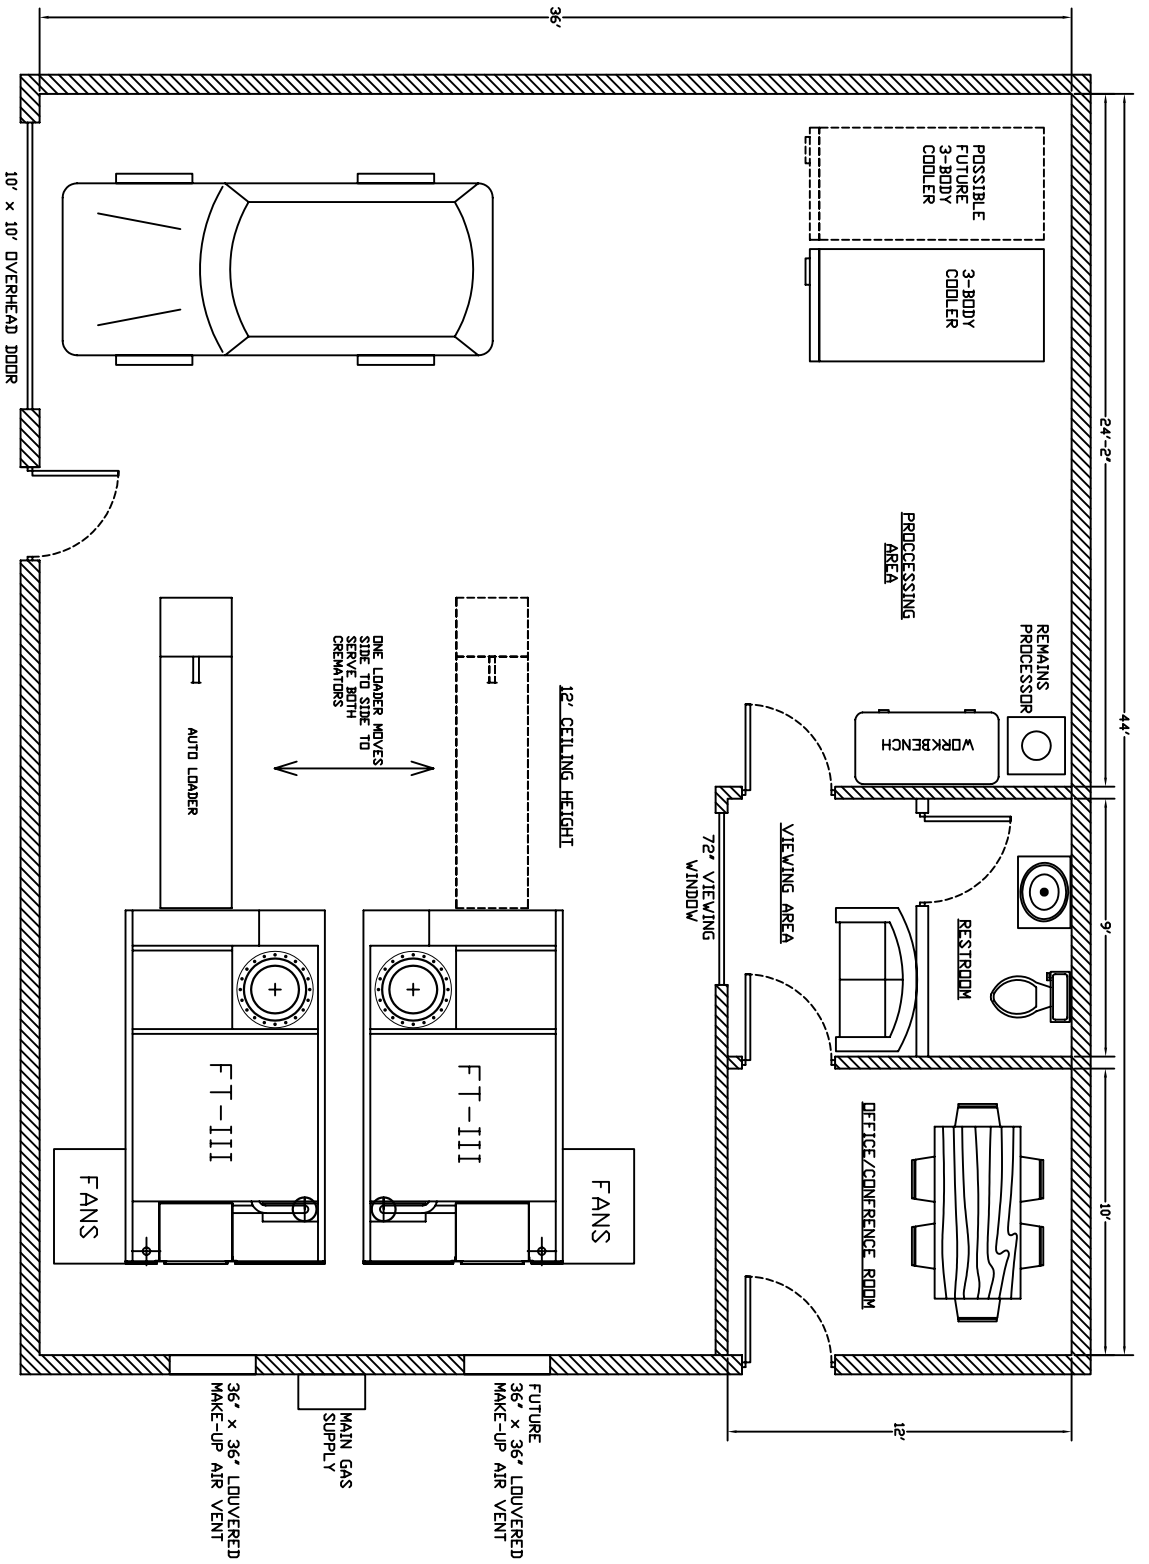 44'
24'-2"
9'
10'
36'
12'
POSSIBLE
FUTURE
3-BODY
COOLER
3-BODY
COOLER
REMAINS
PROCESSOR
WORKBENCH
PROCCESSING
AREA
RESTROOM
VIEWING AREA
72" VIEWING
WINDOW
OFFICE/CONFRENCE ROOM
12' CEILING HEIGHT
ONE LOADER MOVES
SIDE TO SIDE TO
SERVE BOTH
CREMATORS
AUTO LOADER
FT-III
FANS
FT-III
FANS
FUTURE
36" x 36" LOUVERED
MAKE-UP AIR VENT
MAIN GAS
SUPPLY
36" x 36" LOUVERED
MAKE-UP AIR VENT
10' x 10' OVERHEAD DOOR